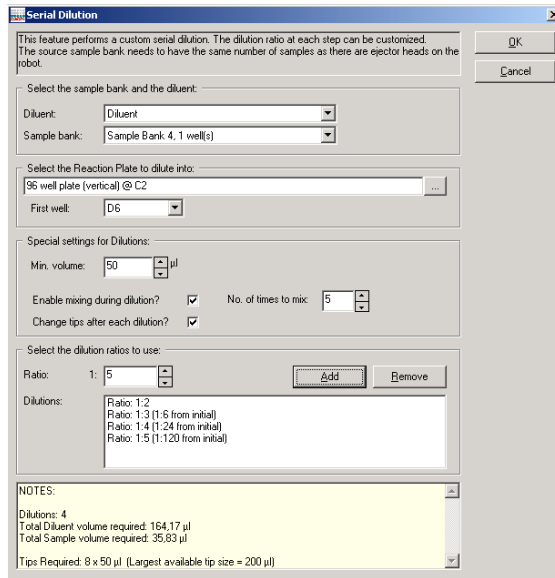 Serial Dilution
This feature performs a custom serial dilution. The dilution ratio at each step can be customized.
The source sample bank needs to have the same number of samples as there are ejector heads on the
robot.
OK
Cancel
Select the sample bank and the diluent:
Diluent: Diluent
Sample bank: Sample Bank 4, 1 well(s)
Select the Reaction Plate to dilute into:
96 well plate (vertical) @ C2 ...
First well: D6
Special settings for Dilutions:
Min. volume: 50 µl
Enable mixing during dilution? No. of times to mix: 5
Change tips after each dilution?
Select the dilution ratios to use:
Ratio: 1: 5 Add Remove
Dilutions: Ratio: 1:2
Ratio: 1:3 (1:6 from initial)
Ratio: 1:4 (1:24 from initial)
Ratio: 1:5 (1:120 from initial)
NOTES:
Dilutions: 4
Total Diluent volume required: 164,17 µl
Total Sample volume required: 35,83 µl
Tips Required: 8 x 50 µl (Largest available tip size = 200 µl)